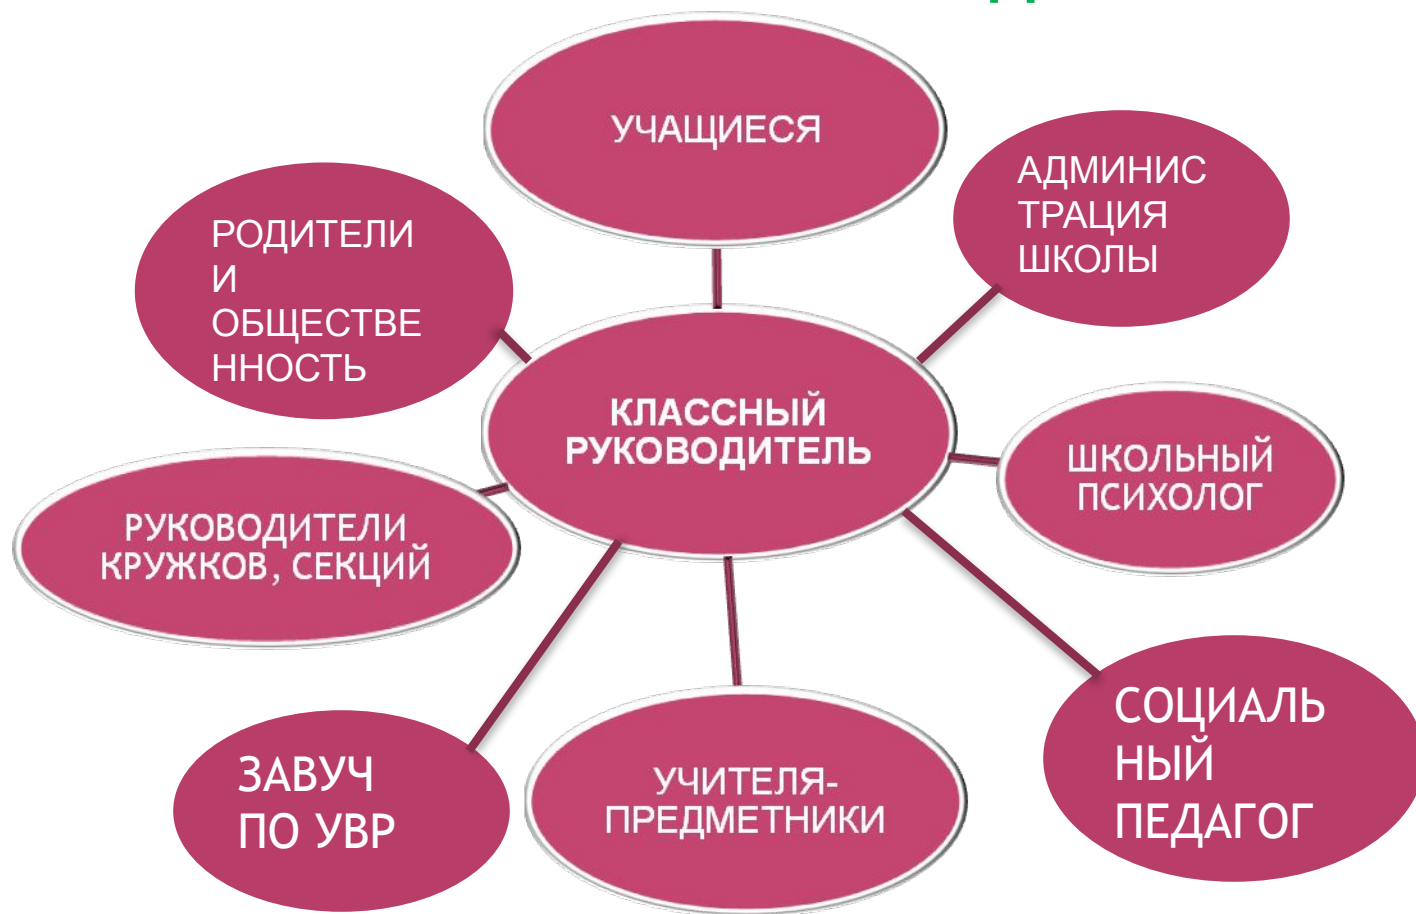 УЧАЩИЕСЯ
АДМИНИС
ТРАЦИЯ
ШКОЛЫ
РОДИТЕЛИ
И
ОБЩЕСТВЕ
ННОСТЬ
КЛАССНЫЙ
РУКОВОДИТЕЛЬ
ШКОЛЬНЫЙ
ПСИХОЛОГ
РУКОВОДИТЕЛИ
КРУЖКОВ, СЕКЦИЙ
СОЦИАЛЬ
НЫЙ
ПЕДАГОГ
ЗАВУЧ
ПО УВР
УЧИТЕЛЯ-
ПРЕДМЕТНИКИ